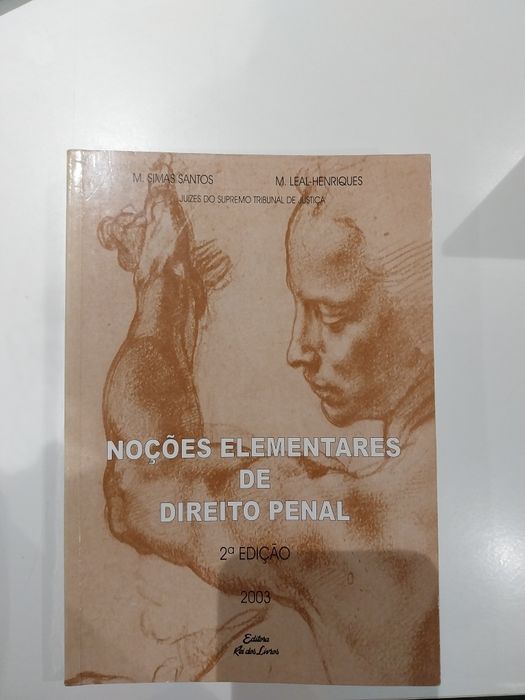 M. SIMAS SANTOS M. LEAL-HENRIQUES
JUIZES DO SUPREMO TRIBUNAL DE JUSTIÇA
NOÇÕES ELEMENTARES
DE
DIREITO PENAL
2ª EDIÇÃO
2003
Editora
Rei dos Livros